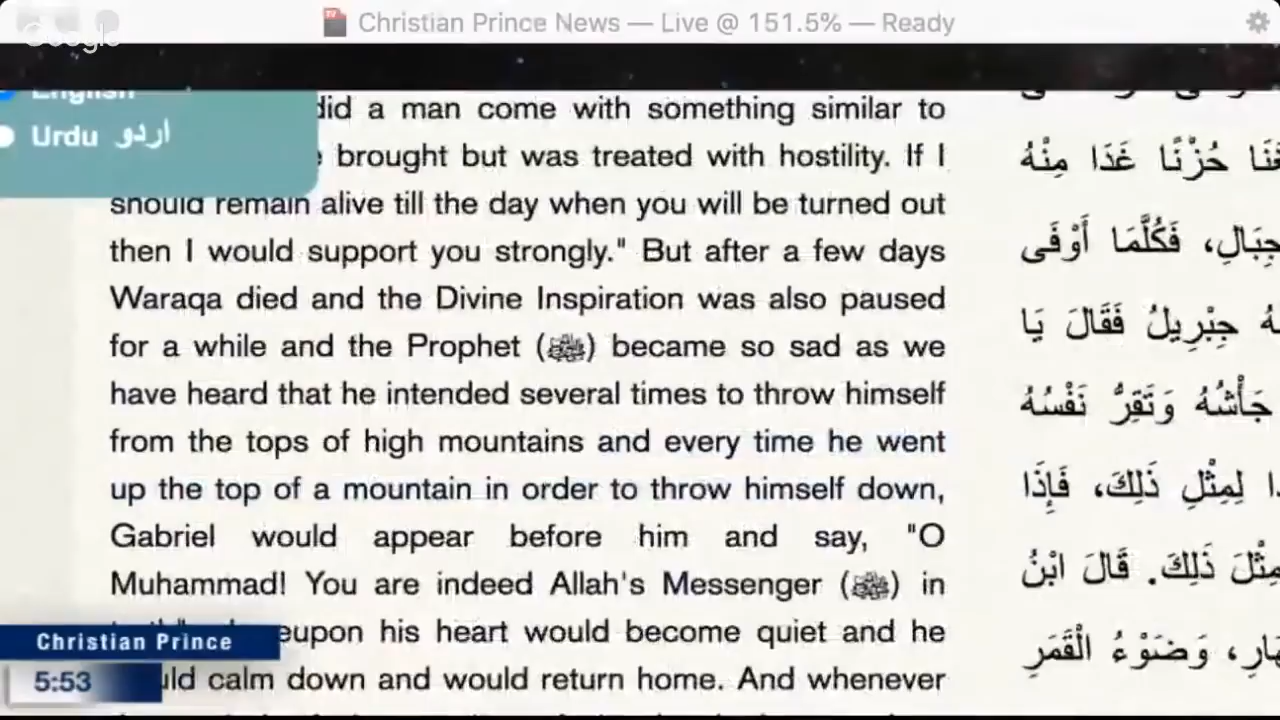 Christian Prince News — Live @ 151.5% — Ready
Google
English
Urdu اردو
did a man come with something similar to
brought but was treated with hostility. If I
should remain alive till the day when you will be turned out
then I would support you strongly." But after a few days
Waraqa died and the Divine Inspiration was also paused
for a while and the Prophet (ﷺ) became so sad as we
have heard that he intended several times to throw himself
from the tops of high mountains and every time he went
up the top of a mountain in order to throw himself down,
Gabriel would appear before him and say, "O
Muhammad! You are indeed Allah's Messenger (ﷺ) in
his heart would become quiet and he
calm down and would return home. And whenever
حُزْنًا غَدَا مِنْهُ
فَكُلَّمَا أَوْفَى
جِبْرِيلُ فَقَالَ يَا
جَأْشُهُ وَتَقِرُّ نَفْسُهُ
لِمِثْلِ ذَلِكَ، فَإِذَا
مِثْلَ ذَلِكَ. قَالَ ابْنُ
وَضَوْءُ الْقَمَرِ
Christian Prince
5:53